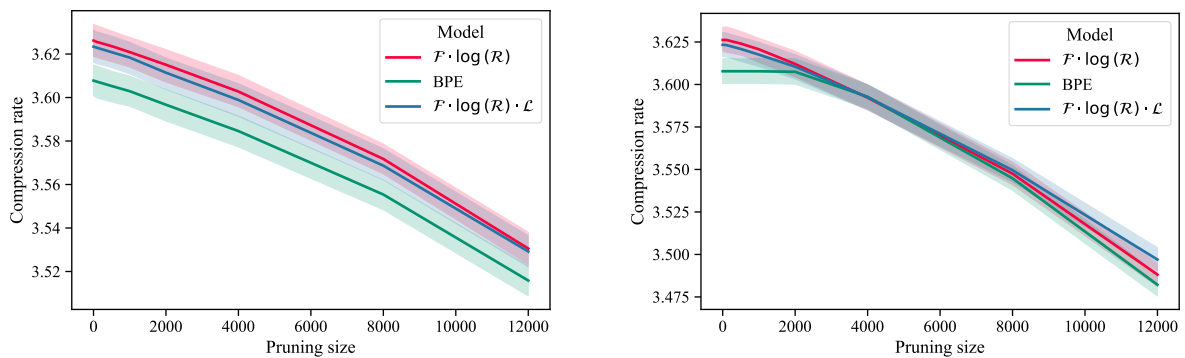 Model
ℱ · log (ℛ)
BPE
ℱ · log (ℛ) · ℒ
Compression rate
3.62
3.60
3.58
3.56
3.54
3.52
0
2000
4000
6000
8000
10000
12000
Pruning size
Model
ℱ · log (ℛ)
BPE
ℱ · log (ℛ) · ℒ
Compression rate
3.625
3.600
3.575
3.550
3.525
3.500
3.475
0
2000
4000
6000
8000
10000
12000
Pruning size